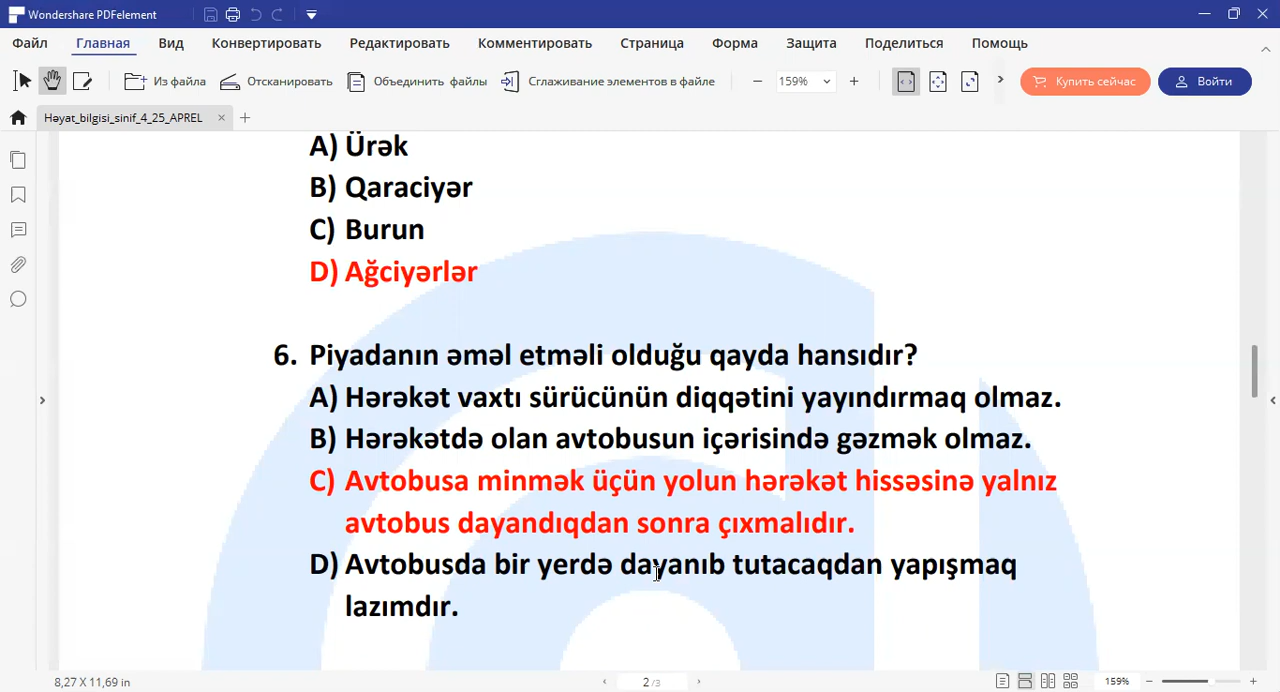 Wondershare PDFelement
Файл Главная Вид Конвертировать Редактировать Комментировать Страница Форма Защита Поделиться Помощь
Из файла Отсканировать Объединить файлы Сглаживание элементов в файле 159% Купить сейчас Войти
Həyat_bilgisi_sinif_4_25_APREL
A) Ürək
B) Qaraciyər
C) Burun
D) Ağciyərlər
6. Piyadanın əməl etməli olduğu qayda hansıdır?
A) Hərəkət vaxtı sürücünün diqqətini yayındırmaq olmaz.
B) Hərəkətdə olan avtobusun içərisində gəzmək olmaz.
C) Avtobusa minmək üçün yolun hərəkət hissəsinə yalnız
avtobus dayandıqdan sonra çıxmalıdır.
D) Avtobusda bir yerdə dayanıb tutacaqdan yapışmaq
lazımdır.
8,27 X 11,69 in 2 /3 159%